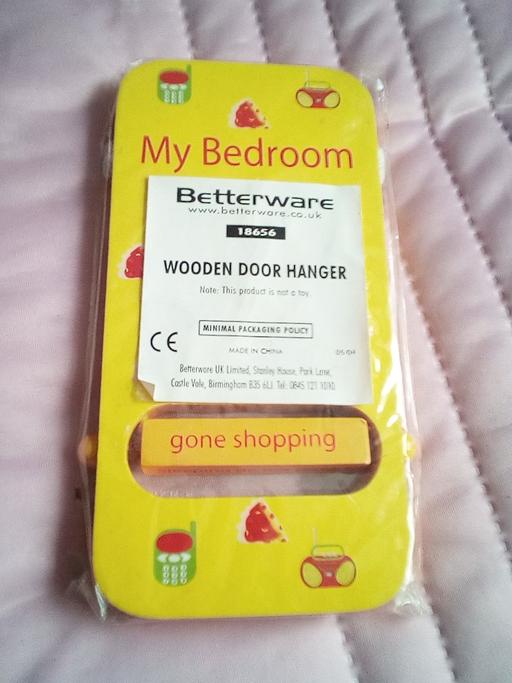 My Bedroom
Betterware
www.betterware.co.uk
18656
WOODEN DOOR HANGER
Note: This product is not a toy.
MINIMAL PACKAGING POLICY
CE
MADE IN CHINA
Betterware UK Limited, Stanley House, Park Lane,
Castle Vale, Birmingham B35 6LJ. Tel: 0845 121 1010.
gone shopping